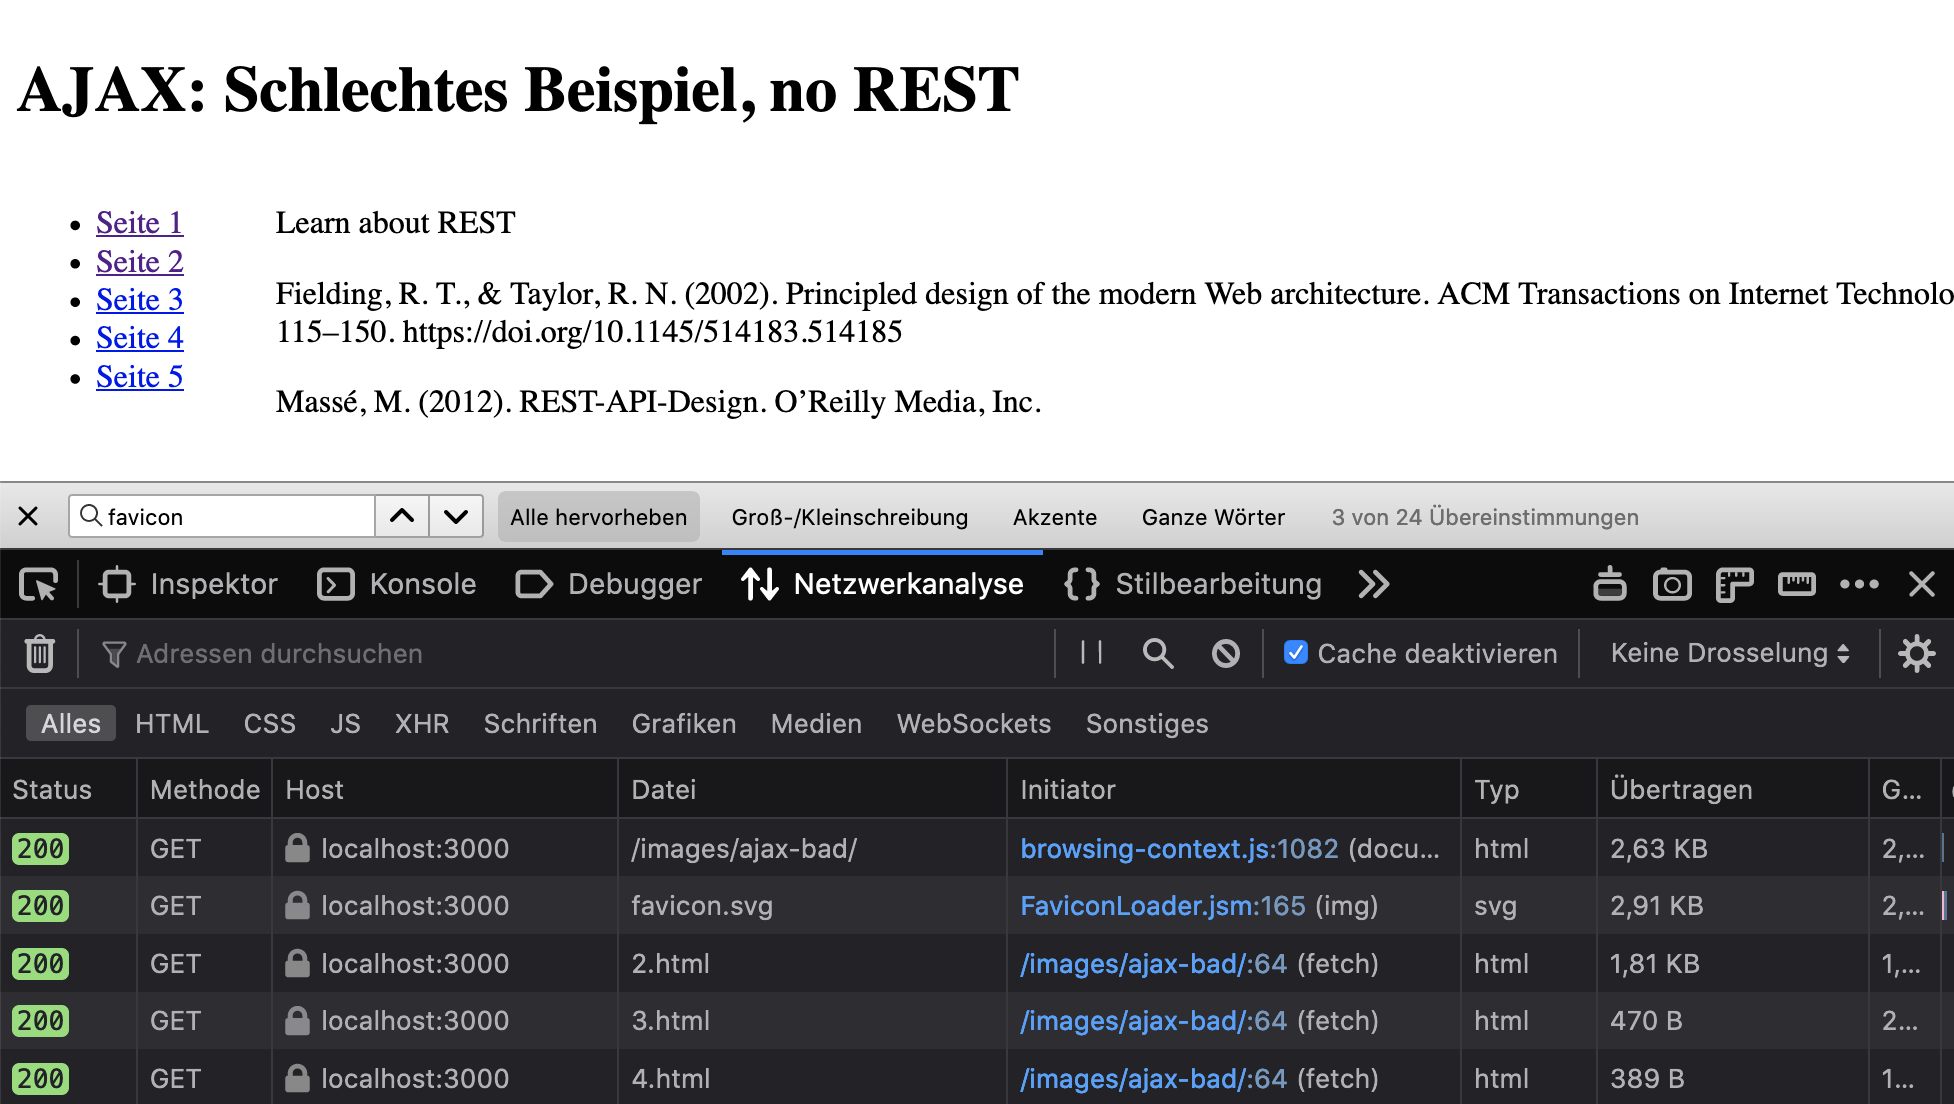 AJAX: Schlechtes Beispiel, no REST
Seite 1
Seite 2
Seite 3
Seite 4
Seite 5
Learn about REST
Fielding, R. T., & Taylor, R. N. (2002). Principled design of the modern Web architecture. ACM Transactions on Internet Technolo
115–150. https://doi.org/10.1145/514183.514185
Massé, M. (2012). REST-API-Design. O’Reilly Media, Inc.
favicon Alle hervorheben Groß-/Kleinschreibung Akzente Ganze Wörter 3 von 24 Übereinstimmungen
Inspektor Konsole Debugger Netzwerkanalyse Stilbearbeitung
Adressen durchsuchen Cache deaktivieren Keine Drosselung
Alles HTML CSS JS XHR Schriften Grafiken Medien WebSockets Sonstiges
Status Methode Host Datei Initiator Typ Übertragen G…
200 GET localhost:3000 /images/ajax-bad/ browsing-context.js:1082 (docu… html 2,63 KB 2,…
200 GET localhost:3000 favicon.svg FaviconLoader.jsm:165 (img) svg 2,91 KB 2,…
200 GET localhost:3000 2.html /images/ajax-bad/:64 (fetch) html 1,81 KB 1,…
200 GET localhost:3000 3.html /images/ajax-bad/:64 (fetch) html 470 B 2…
200 GET localhost:3000 4.html /images/ajax-bad/:64 (fetch) html 389 B 1…